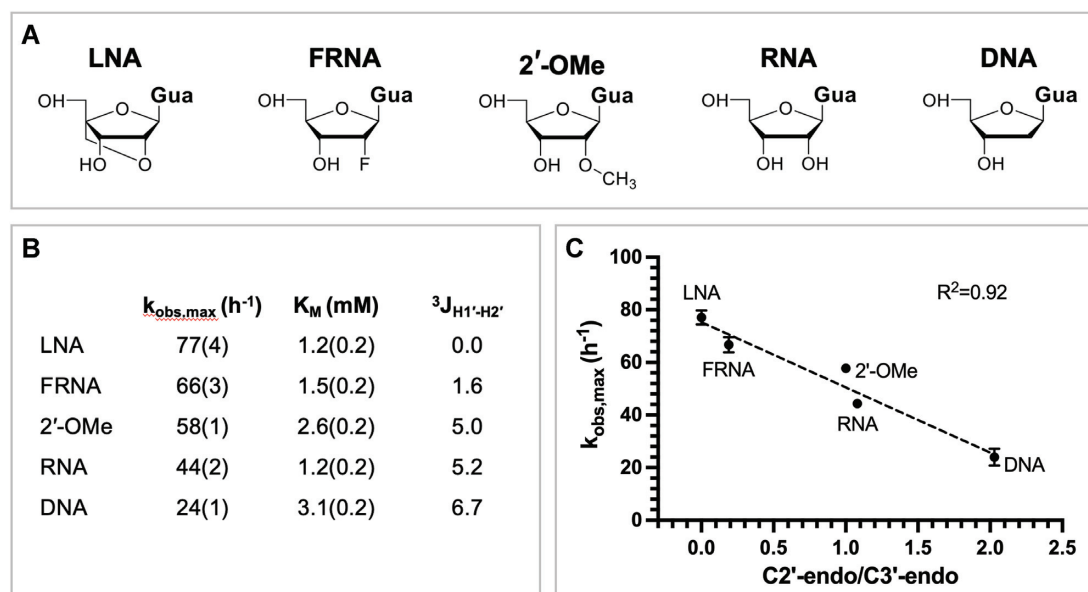 A
LNA
FRNA
2′-OMe
RNA
DNA
OH
O
Gua
HO
O
OH
O
Gua
OH
F
OH
O
Gua
OH
O
CH3
OH
O
Gua
OH
OH
OH
O
Gua
OH
B
kobs,max (h-1) KM (mM) 3JH1′-H2′
LNA 77(4) 1.2(0.2) 0.0
FRNA 66(3) 1.5(0.2) 1.6
2′-OMe 58(1) 2.6(0.2) 5.0
RNA 44(2) 1.2(0.2) 5.2
DNA 24(1) 3.1(0.2) 6.7
C
kobs,max (h-1)
100
80
60
40
20
0
LNA
R2=0.92
FRNA
2'-OMe
RNA
DNA
0.0 0.5 1.0 1.5 2.0 2.5
C2'-endo/C3'-endo